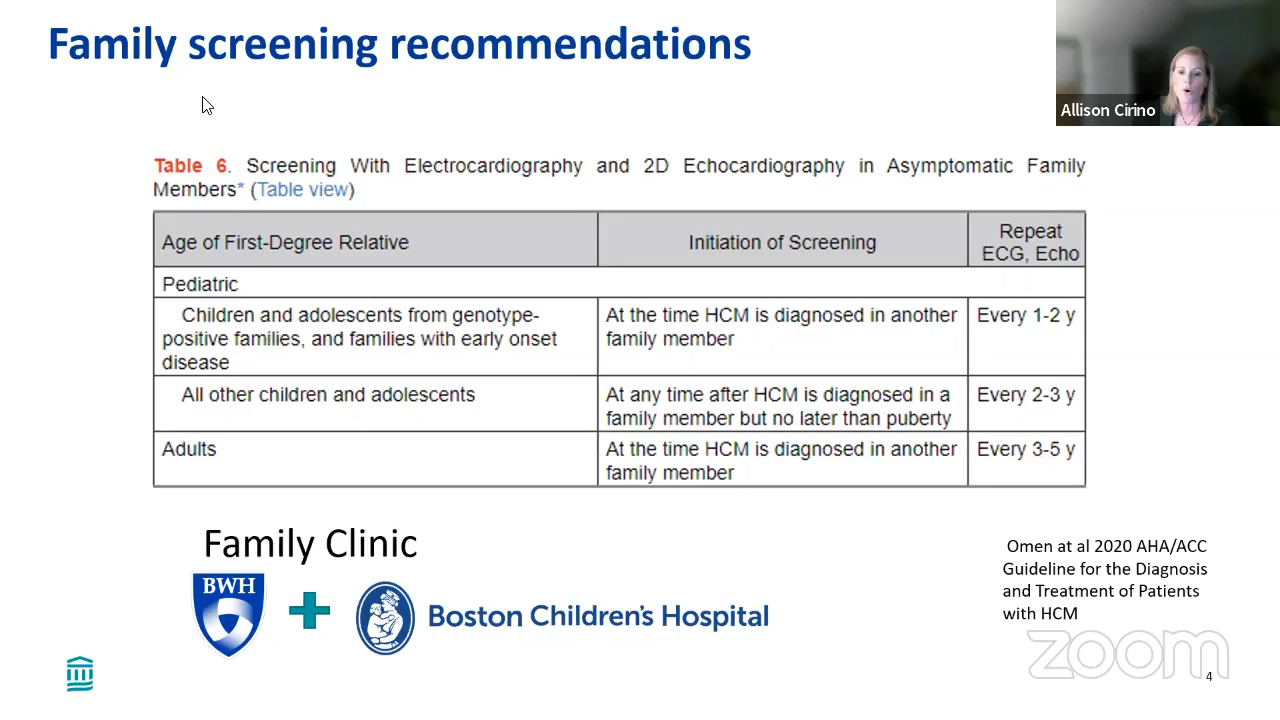 Family screening recommendations
Allison Cirino
Table 6. Screening With Electrocardiography and 2D Echocardiography in Asymptomatic Family
Members* (Table view)
Age of First-Degree Relative
Initiation of Screening
Repeat
ECG, Echo
Pediatric
Children and adolescents from genotype-
positive families, and families with early onset
disease
At the time HCM is diagnosed in another
family member
Every 1-2 y
All other children and adolescents
At any time after HCM is diagnosed in a
family member but no later than puberty
Every 2-3 y
Adults
At the time HCM is diagnosed in another
family member
Every 3-5 y
Family Clinic
BWH
Boston Children's Hospital
Omen at al 2020 AHA/ACC
Guideline for the Diagnosis
and Treatment of Patients
with HCM
zoom
4